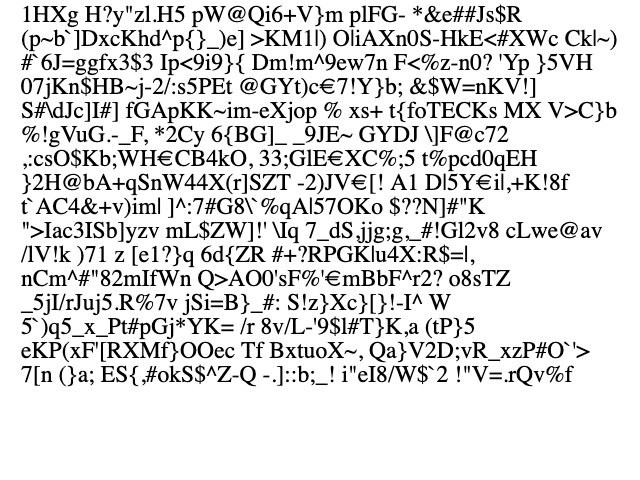 1HXg H?y"zl.H5 pW@Qi6+V}m plFG- *&e##Js$R
(p~b`]DxcKhd^p{}_)e] >KM1|) O|iAXn0S-HkE<#XWc Ck|~)
#`6J=ggfx3$3 Ip<9i9}{ Dm!m^9ew7n F<%z-n0? 'Yp }5VH
07jKn$HB~j-2/:s5PEt @GYt)c€7!Y}b; &$W=nKV!]
S#\dJc]I#] fGApKK~im-eXjop % xs+ t{foTECKs MX V>C}b
%!gVuG.-_F, *2Cy 6{BG]_ _9JE~ GYDJ \]F@c72
,:csO$Kb;WH€CB4kO, 33;GlE€XC%;5 t%pcd0qEH
}2H@bA+qSnW44X(r]SZT -2)JV€[! A1 D|5Y€i|,+K!8f
t`AC4&+v)im| ]^:7#G8\`%qA|57OKo $??N]#"K
">Iac3ISb]yzv mL$ZW]!' \Iq 7_dS,jjg;g,_#!Gl2v8 cLwe@av
/lV!k )71 z [e1?}q 6d{ZR #+?RPGK|u4X:R$=|,
nCm^#"82mIfWn Q>AO0'sF%'€mBbF^r2? o8sTZ
_5jI/rJuj5.R%7v jSi=B}_#: S!z}Xc}[}!-I^ W
5`)q5_x_Pt#pGj*YK= /r 8v/L-'9$l#T}K,a (tP}5
eKP(xF'[RXMf}OOec Tf BxtuoX~, Qa}V2D;vR_xzP#O`'>
7[n (}a; ES{,#okS$^Z-Q -.]::b;_! i"eI8/W$`2 !"V=.rQv%f